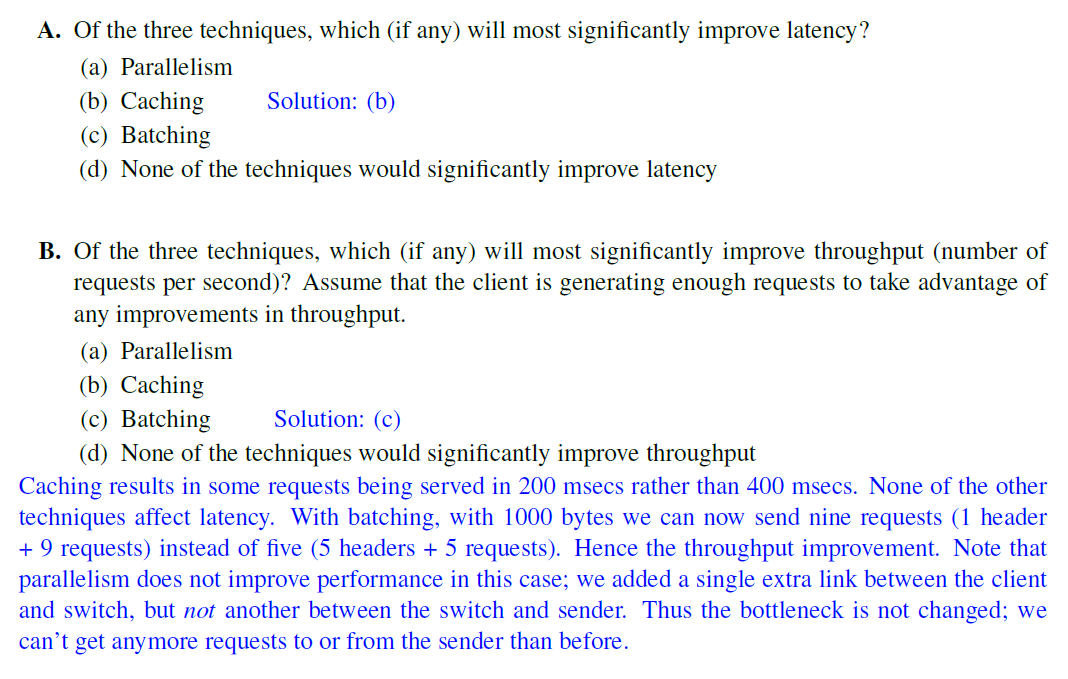 A. Of the three techniques, which (if any) will most significantly improve latency?
(a) Parallelism
(b) Caching Solution: (b)
(c) Batching
(d) None of the techniques would significantly improve latency
B. Of the three techniques, which (if any) will most significantly improve throughput (number of
requests per second)? Assume that the client is generating enough requests to take advantage of
any improvements in throughput.
(a) Parallelism
(b) Caching
(c) Batching Solution: (c)
(d) None of the techniques would significantly improve throughput
Caching results in some requests being served in 200 msecs rather than 400 msecs. None of the other
techniques affect latency. With batching, with 1000 bytes we can now send nine requests (1 header
+ 9 requests) instead of five (5 headers + 5 requests). Hence the throughput improvement. Note that
parallelism does not improve performance in this case; we added a single extra link between the client
and switch, but not another between the switch and sender. Thus the bottleneck is not changed; we
can't get anymore requests to or from the sender than before.